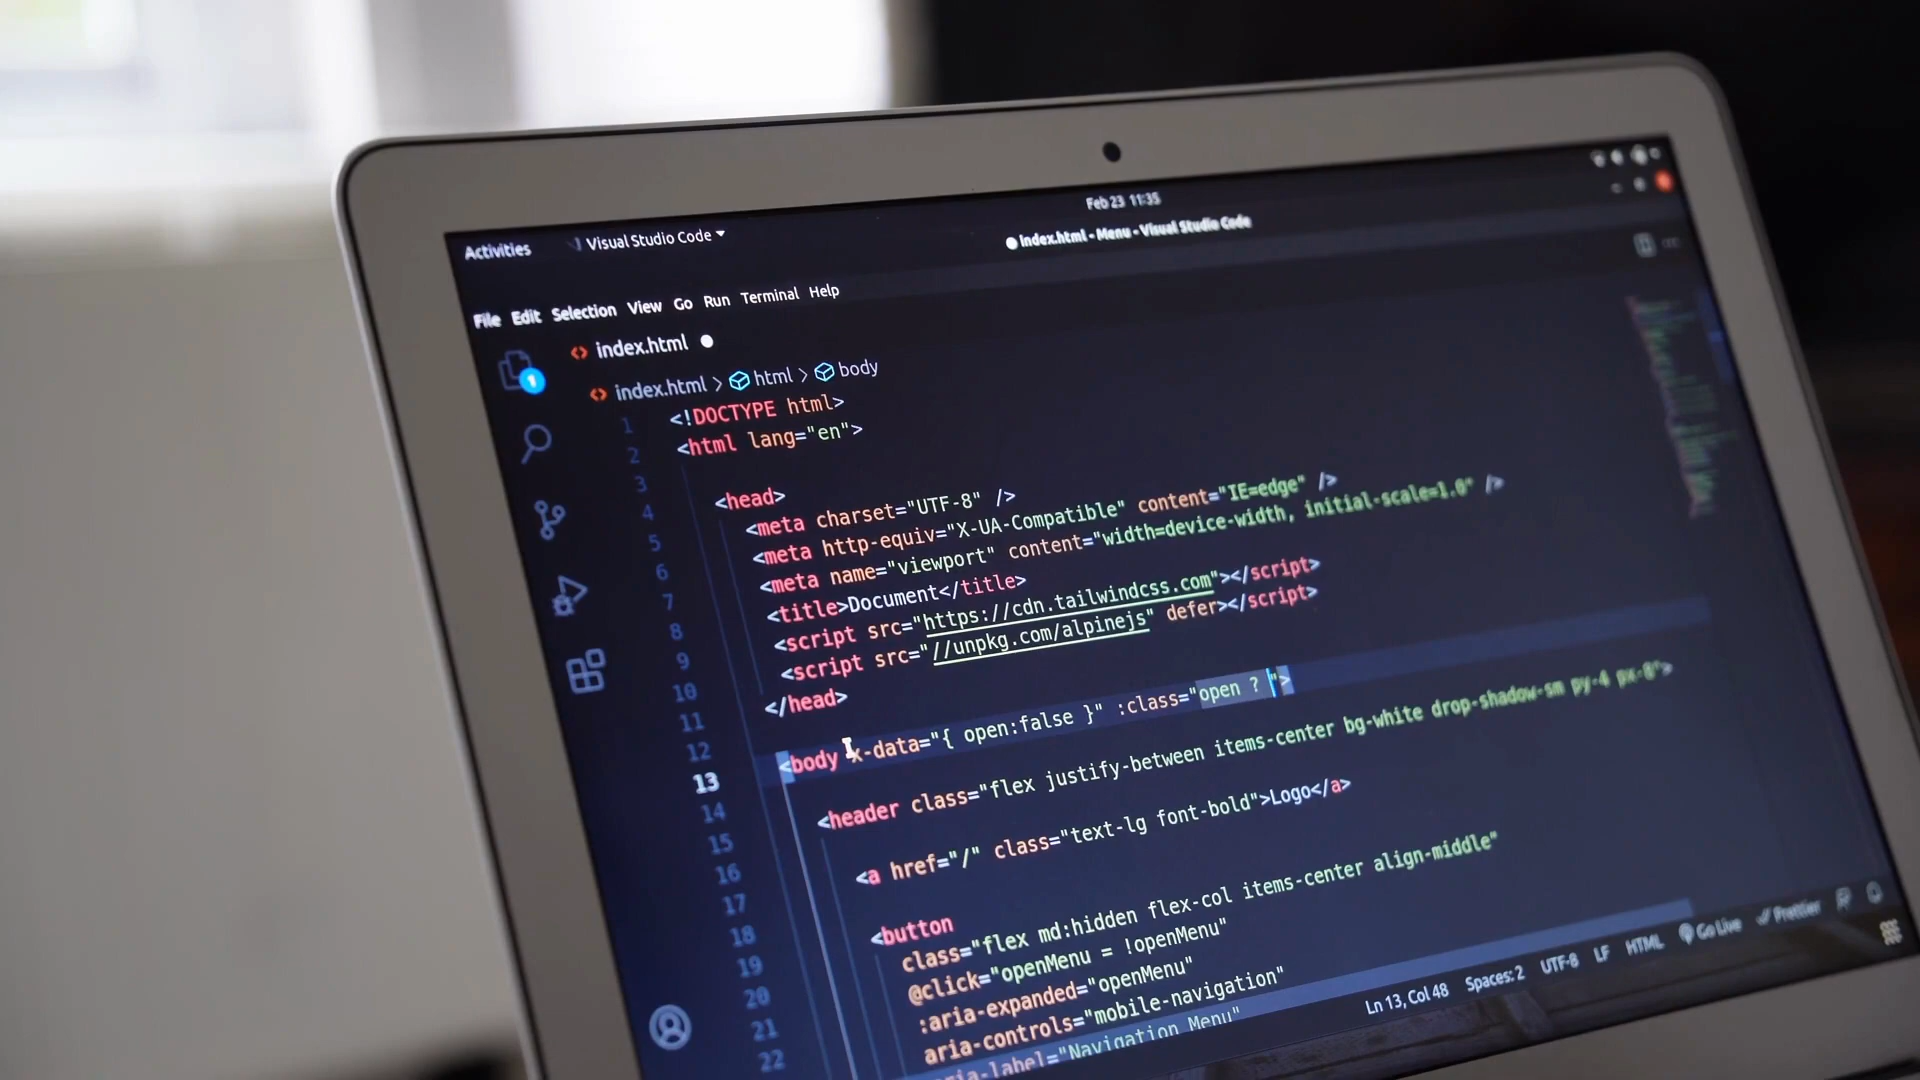 Feb 23 11:35
Activities
Visual Studio Code
index.html - Menu - Visual Studio Code
File Edit Selection View Go Run Terminal Help
index.html
1
index.html > html > body
1 <!DOCTYPE html>
2 <html lang="en">
3
4 <head>
5 <meta charset="UTF-8" />
6 <meta http-equiv="X-UA-Compatible" content="IE=edge" />
7 <meta name="viewport" content="width=device-width, initial-scale=1.0" />
8 <title>Document</title>
9 <script src="https://cdn.tailwindcss.com"></script>
10 <script src="//unpkg.com/alpinejs" defer></script>
11 </head>
12
13 <body x-data="{ open:false }" :class="open ? ">
14
15 <header class="flex justify-between items-center bg-white drop-shadow-sm py-4 px-8">
16
17 <a href="/" class="text-lg font-bold">Logo</a>
18
19 <button
20 class="flex md:hidden flex-col items-center align-middle"
21 @click="openMenu = !openMenu"
22 :aria-expanded="openMenu"
aria-controls="mobile-navigation"
aria-label="Navigation Menu"
Ln 13, Col 48 Spaces: 2 UTF-8 LF HTML Go Live Prettier